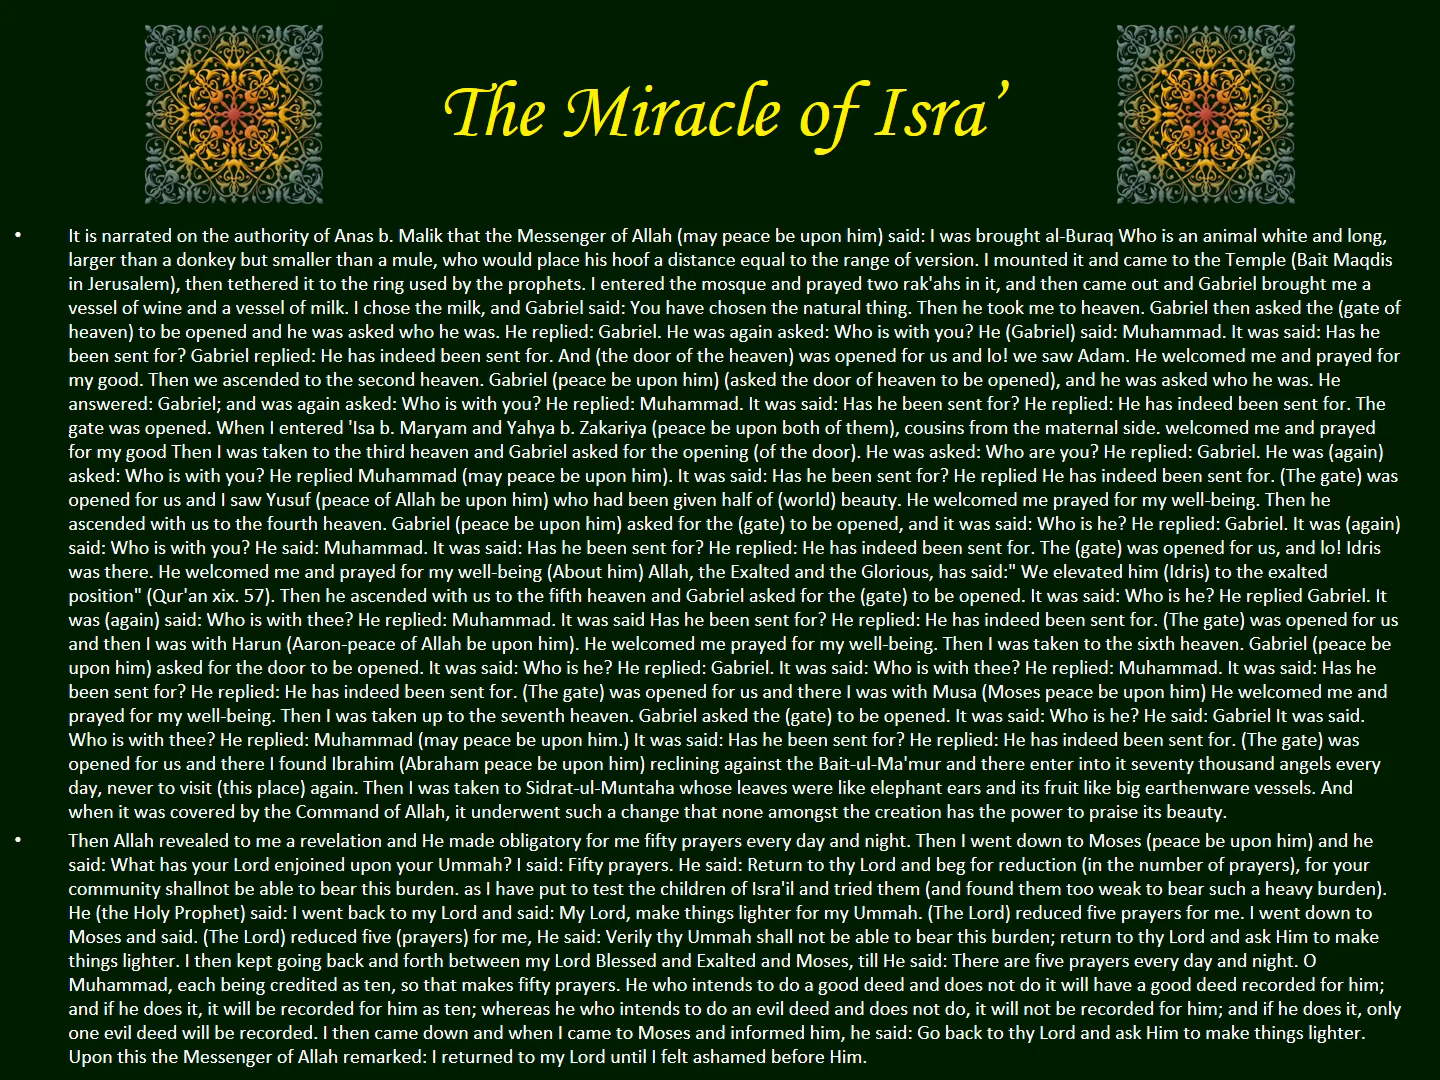 The Miracle of Isra’
• It is narrated on the authority of Anas b. Malik that the Messenger of Allah (may peace be upon him) said: I was brought al-Buraq Who is an animal white and long,
larger than a donkey but smaller than a mule, who would place his hoof a distance equal to the range of version. I mounted it and came to the Temple (Bait Maqdis
in Jerusalem), then tethered it to the ring used by the prophets. I entered the mosque and prayed two rak'ahs in it, and then came out and Gabriel brought me a
vessel of wine and a vessel of milk. I chose the milk, and Gabriel said: You have chosen the natural thing. Then he took me to heaven. Gabriel then asked the (gate of
heaven) to be opened and he was asked who he was. He replied: Gabriel. He was again asked: Who is with you? He (Gabriel) said: Muhammad. It was said: Has he
been sent for? Gabriel replied: He has indeed been sent for. And (the door of the heaven) was opened for us and lo! we saw Adam. He welcomed me and prayed for
my good. Then we ascended to the second heaven. Gabriel (peace be upon him) (asked the door of heaven to be opened), and he was asked who he was. He
answered: Gabriel; and was again asked: Who is with you? He replied: Muhammad. It was said: Has he been sent for? He replied: He has indeed been sent for. The
gate was opened. When I entered 'Isa b. Maryam and Yahya b. Zakariya (peace be upon both of them), cousins from the maternal side. welcomed me and prayed
for my good Then I was taken to the third heaven and Gabriel asked for the opening (of the door). He was asked: Who are you? He replied: Gabriel. He was (again)
asked: Who is with you? He replied Muhammad (may peace be upon him). It was said: Has he been sent for? He replied He has indeed been sent for. (The gate) was
opened for us and I saw Yusuf (peace of Allah be upon him) who had been given half of (world) beauty. He welcomed me prayed for my well-being. Then he
ascended with us to the fourth heaven. Gabriel (peace be upon him) asked for the (gate) to be opened, and it was said: Who is he? He replied: Gabriel. It was (again)
said: Who is with you? He said: Muhammad. It was said: Has he been sent for? He replied: He has indeed been sent for. The (gate) was opened for us, and lo! Idris
was there. He welcomed me and prayed for my well-being (About him) Allah, the Exalted and the Glorious, has said:" We elevated him (Idris) to the exalted
position" (Qur'an xix. 57). Then he ascended with us to the fifth heaven and Gabriel asked for the (gate) to be opened. It was said: Who is he? He replied Gabriel. It
was (again) said: Who is with thee? He replied: Muhammad. It was said Has he been sent for? He replied: He has indeed been sent for. (The gate) was opened for us
and then I was with Harun (Aaron-peace of Allah be upon him). He welcomed me prayed for my well-being. Then I was taken to the sixth heaven. Gabriel (peace be
upon him) asked for the door to be opened. It was said: Who is he? He replied: Gabriel. It was said: Who is with thee? He replied: Muhammad. It was said: Has he
been sent for? He replied: He has indeed been sent for. (The gate) was opened for us and there I was with Musa (Moses peace be upon him) He welcomed me and
prayed for my well-being. Then I was taken up to the seventh heaven. Gabriel asked the (gate) to be opened. It was said: Who is he? He said: Gabriel It was said.
Who is with thee? He replied: Muhammad (may peace be upon him.) It was said: Has he been sent for? He replied: He has indeed been sent for. (The gate) was
opened for us and there I found Ibrahim (Abraham peace be upon him) reclining against the Bait-ul-Ma'mur and there enter into it seventy thousand angels every
day, never to visit (this place) again. Then I was taken to Sidrat-ul-Muntaha whose leaves were like elephant ears and its fruit like big earthenware vessels. And
when it was covered by the Command of Allah, it underwent such a change that none amongst the creation has the power to praise its beauty.
• Then Allah revealed to me a revelation and He made obligatory for me fifty prayers every day and night. Then I went down to Moses (peace be upon him) and he
said: What has your Lord enjoined upon your Ummah? I said: Fifty prayers. He said: Return to thy Lord and beg for reduction (in the number of prayers), for your
community shallnot be able to bear this burden. as I have put to test the children of Isra'il and tried them (and found them too weak to bear such a heavy burden).
He (the Holy Prophet) said: I went back to my Lord and said: My Lord, make things lighter for my Ummah. (The Lord) reduced five prayers for me. I went down to
Moses and said. (The Lord) reduced five (prayers) for me, He said: Verily thy Ummah shall not be able to bear this burden; return to thy Lord and ask Him to make
things lighter. I then kept going back and forth between my Lord Blessed and Exalted and Moses, till He said: There are five prayers every day and night. O
Muhammad, each being credited as ten, so that makes fifty prayers. He who intends to do a good deed and does not do it will have a good deed recorded for him;
and if he does it, it will be recorded for him as ten; whereas he who intends to do an evil deed and does not do, it will not be recorded for him; and if he does it, only
one evil deed will be recorded. I then came down and when I came to Moses and informed him, he said: Go back to thy Lord and ask Him to make things lighter.
Upon this the Messenger of Allah remarked: I returned to my Lord until I felt ashamed before Him.